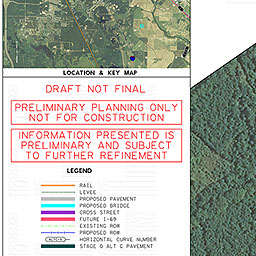 LOCATION & KEY MAP
DRAFT NOT FINAL
PRELIMINARY PLANNING ONLY
NOT FOR CONSTRUCTION
INFORMATION PRESENTED IS
PRELIMINARY AND SUBJECT
TO FURTHER REFINEMENT
LEGEND
RAIL
LEVEE
PROPOSED PAVEMENT
PROPOSED BRIDGE
CROSS STREET
FUTURE I-69
EXISTING ROW
PROPOSED ROW
HORIZONTAL CURVE NUMBER
STAGE 0 ALT C PAVEMENT